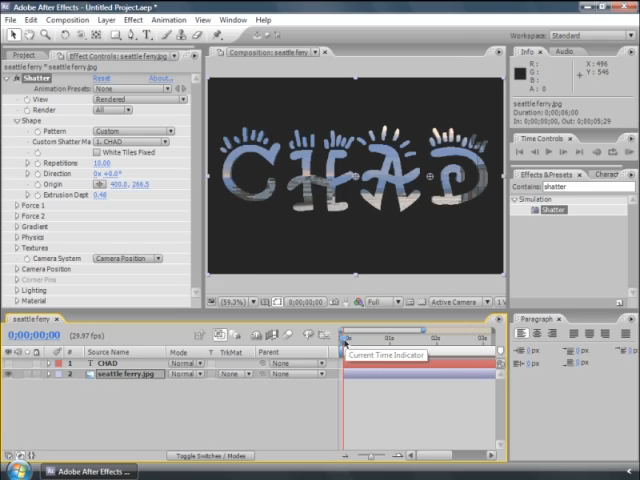 Adobe After Effects - Untitled Project.aep *
File Edit Composition Layer Effect Animation View Window Help
Workspace: Standard
Project Effect Controls: seattle ferry.jpg
seattle ferry * seattle ferry.jpg
Shatter Reset About...
Animation Presets: None
View Rendered
Render All
Shape
Pattern Custom
Custom Shatter Ma 1. CHAD
White Tiles Fixed
Repetitions 10.00
Direction 0x +0.0°
Origin 400.0, 266.5
Extrusion Dept 0.48
Force 1
Force 2
Gradient
Physics
Textures
Camera System Camera Position
Camera Position
Corner Pins
Lighting
Material
Composition: seattle ferry
CHAD
(59.3%) 0;00;00;00 Full Active Camera 1 V
Info Audio
R :
G :
B :
A : 0
X : 496
Y : 546
seattle ferry.jpg
Duration: 0;00;06;00
In: 0;00;00;00, Out: 0;00;05;29
Time Controls
Effects & Presets Charact
Contains: shatter
Simulation
Shatter
seattle ferry
0;00;00;00 (29.97 fps)
# Source Name Mode T TrkMat Parent
1 T CHAD Normal None
2 seattle ferry.jpg Normal None None
01s 02s 03s
Current Time Indicator
Toggle Switches / Modes
Paragraph
0 px 0 px
0 px 0 px
0 px
Adobe After Effects ...